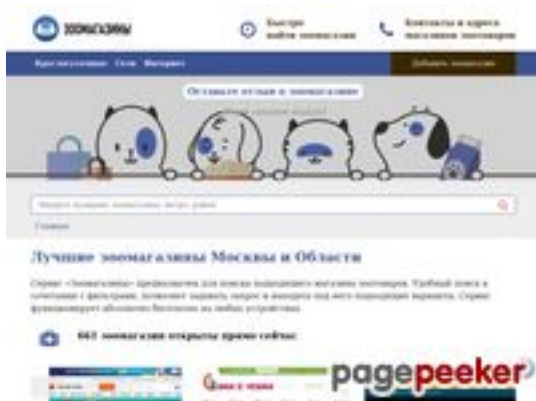 ЗООМАГАЗИНЫ
Быстро
найти зоомагазин
Контакты и адреса
магазинов зоотоваров
Круглосуточные Сети Интернет
Добавить зоомагазин
Оставьте отзыв о зоомагазине
Главная
Лучшие зоомагазины Москвы и Области
Сервис «Зоомагазины» предназначен для поиска подходящего магазина зоотоваров. Удобный поиск в
сочетании с фильтрами, позволяет задавать запрос и находить под него подходящие варианты. Сервис
функционирует абсолютно бесплатно на любых устройствах.
661 зоомагазин открыты прямо сейчас
pagepeeker